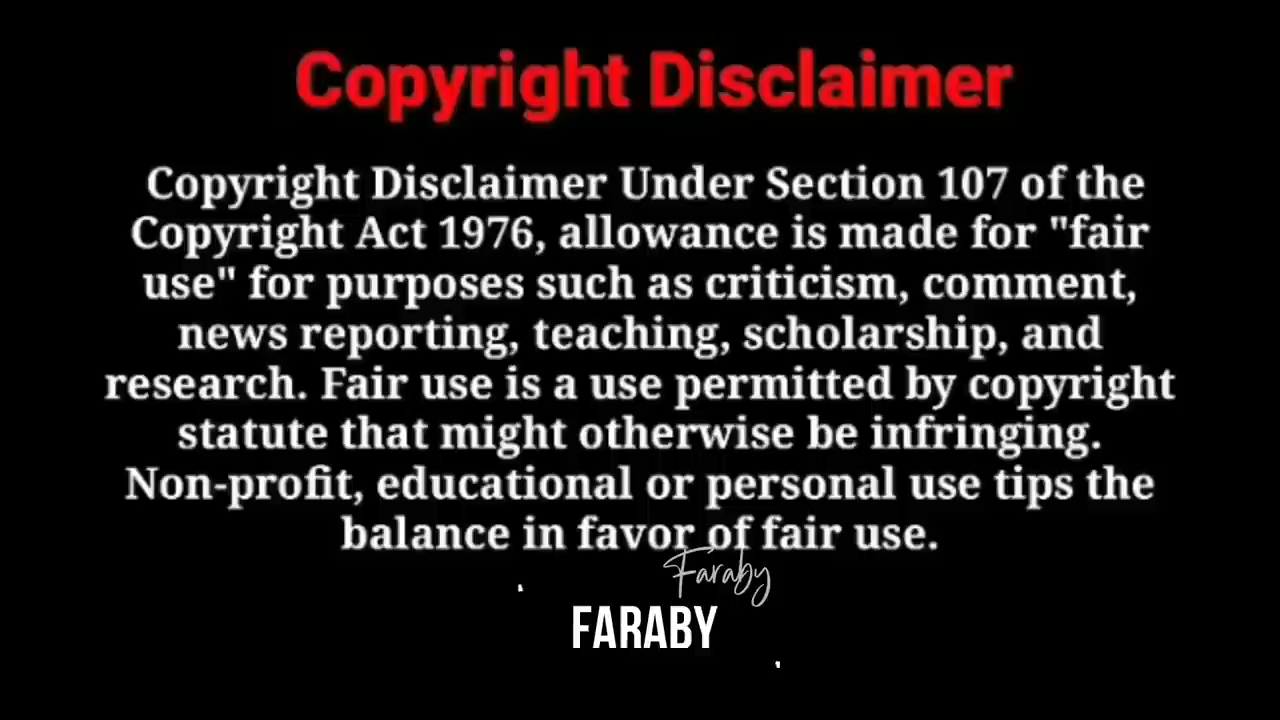 Copyright Disclaimer
Copyright Disclaimer Under Section 107 of the
Copyright Act 1976, allowance is made for "fair
use" for purposes such as criticism, comment,
news reporting, teaching, scholarship, and
research. Fair use is a use permitted by copyright
statute that might otherwise be infringing.
Non-profit, educational or personal use tips the
balance in favor of fair use.
Faraby
FARABY